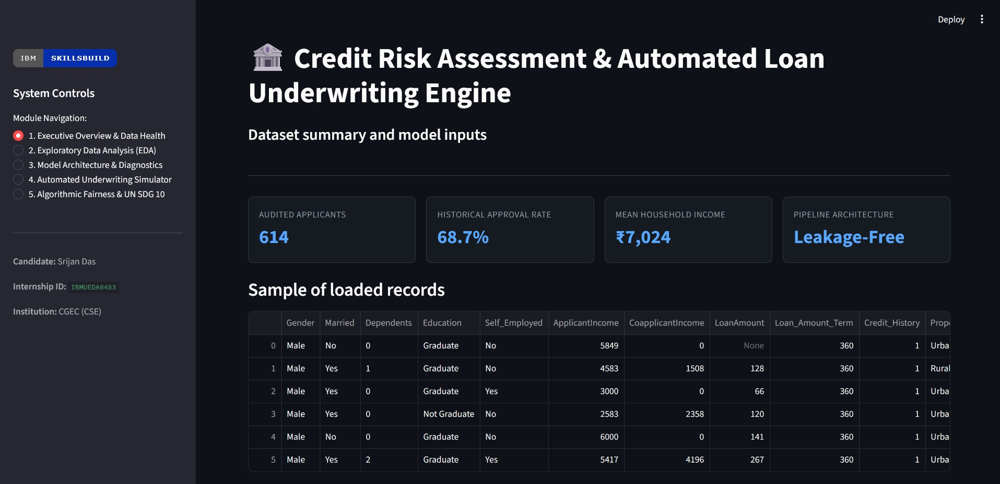 Deploy
IBM SKILLSBUILD
System Controls
Module Navigation:
1. Executive Overview & Data Health
2. Exploratory Data Analysis (EDA)
3. Model Architecture & Diagnostics
4. Automated Underwriting Simulator
5. Algorithmic Fairness & UN SDG 10
Candidate: Srijan Das
Internship ID: IBMUEDA0483
Institution: CGEC (CSE)
Credit Risk Assessment & Automated Loan
Underwriting Engine
Dataset summary and model inputs
AUDITED APPLICANTS
614
HISTORICAL APPROVAL RATE
68.7%
MEAN HOUSEHOLD INCOME
₹7,024
PIPELINE ARCHITECTURE
Leakage-Free
Sample of loaded records
Gender Married Dependents Education Self_Employed ApplicantIncome CoapplicantIncome LoanAmount Loan_Amount_Term Credit_History Prope
0 Male No 0 Graduate No 5849 0 None 360 1 Urba
1 Male Yes 1 Graduate No 4583 1508 128 360 1 Rural
2 Male Yes 0 Graduate Yes 3000 0 66 360 1 Urba
3 Male Yes 0 Not Graduate No 2583 2358 120 360 1 Urba
4 Male No 0 Graduate No 6000 0 141 360 1 Urba
5 Male Yes 2 Graduate Yes 5417 4196 267 360 1 Urba